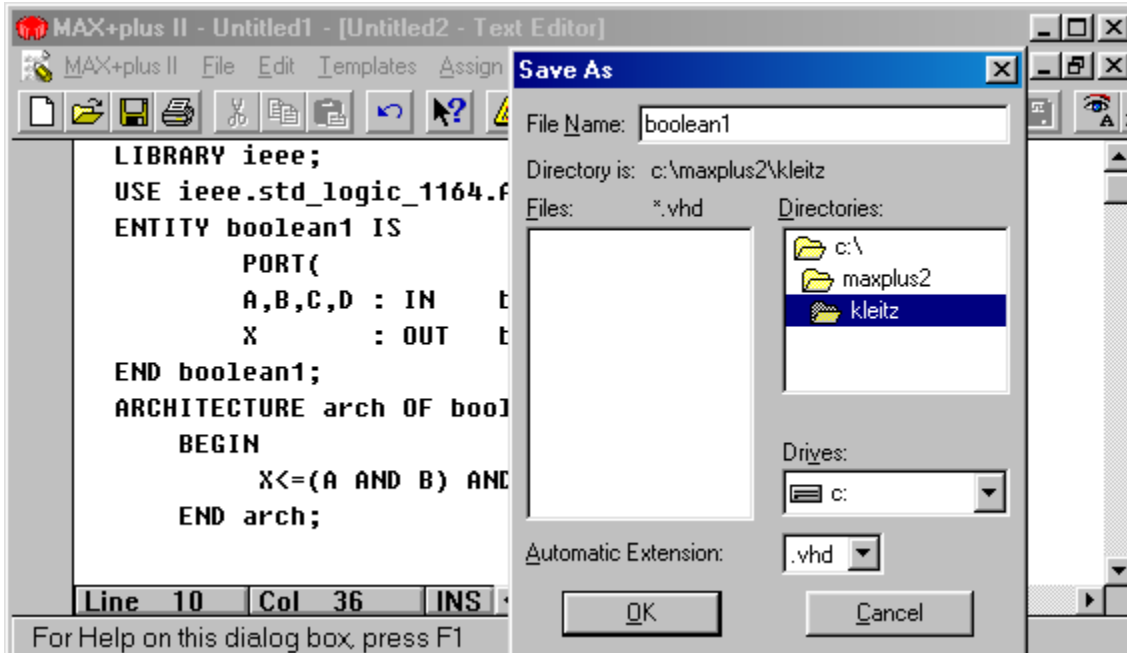 MAX+plus II - Untitled1 - [Untitled2 - Text Editor]
MAX+plus II File Edit Templates Assign
LIBRARY ieee;
USE ieee.std_logic_1164.
ENTITY boolean1 IS
PORT(
A,B,C,D : IN
X : OUT
END boolean1;
ARCHITECTURE arch OF bool
BEGIN
X<=(A AND B) AND
END arch;
Line 10 Col 36 INS
For Help on this dialog box, press F1
Save As
File Name: boolean1
Directory is: c:\maxplus2\kleitz
Files: *.vhd Directories:
c:\
maxplus2
kleitz
Drives:
c:
Automatic Extension: .vhd
OK Cancel